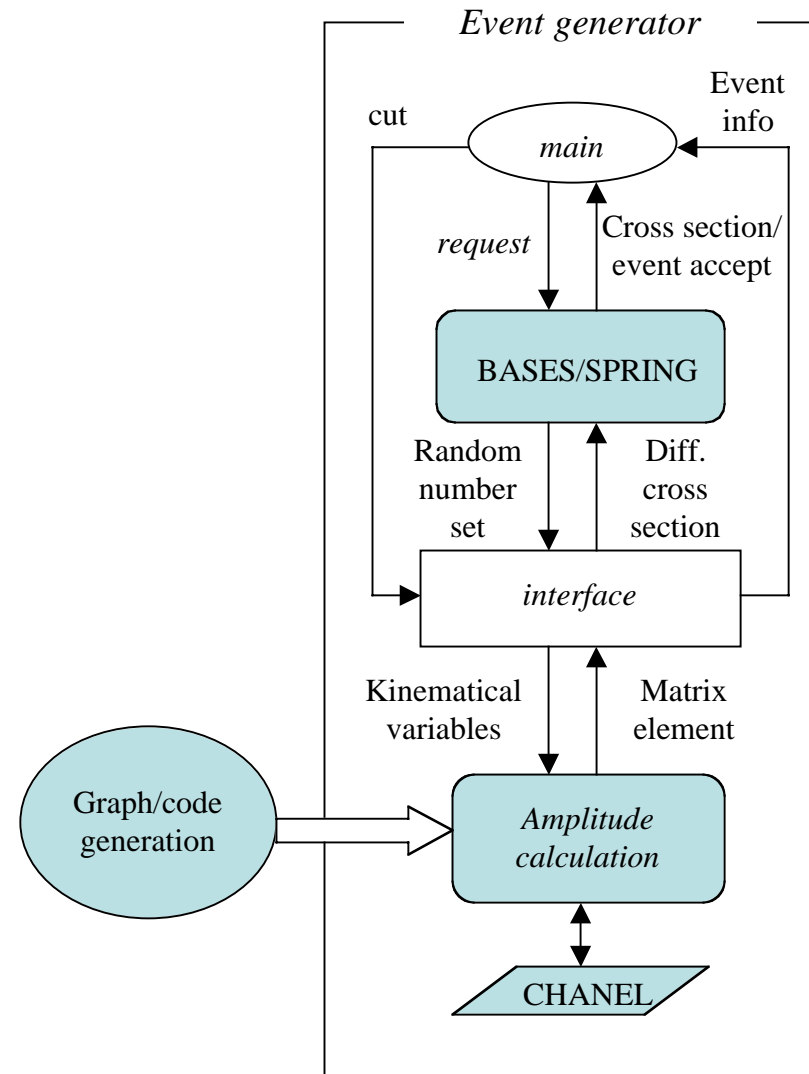 Event generator
cut
Event
info
main
request
Cross section/
event accept
BASES/SPRING
Random
number
set
Diff.
cross
section
interface
Kinematical
variables
Matrix
element
Graph/code
generation
Amplitude
calculation
CHANEL